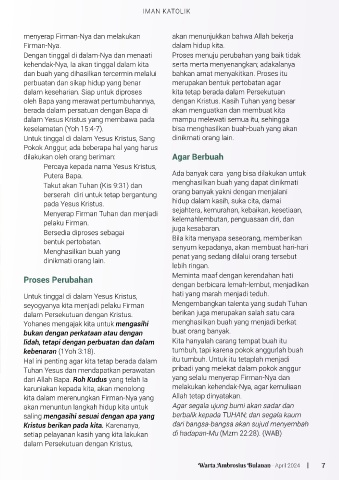 IMAN KATOLIK
menyerap Firman-Nya dan melakukan
Firman-Nya.
Dengan tinggal di dalam-Nya dan menaati
kehendak-Nya, Ia akan tinggal dalam kita
dan buah yang dihasilkan tercermin melalui
perbuatan dan sikap hidup yang benar
dalam keseharian. Siap untuk diproses
oleh Bapa yang merawat pertumbuhannya,
berada dalam persatuan dengan Bapa di
dalam Yesus Kristus yang membawa pada
keselamatan (Yoh 15:4-7).
Untuk tinggal di dalam Yesus Kristus, Sang
Pokok Anggur, ada beberapa hal yang harus
dilakukan oleh orang beriman:
Percaya kepada nama Yesus Kristus,
Putera Bapa.
Takut akan Tuhan (Kis 9:31) dan
berserah diri untuk tetap bergantung
pada Yesus Kristus.
Menyerap Firman Tuhan dan menjadi
pelaku Firman.
Bersedia diproses sebagai
bentuk pertobatan.
Menghasilkan buah yang
dinikmati orang lain.
Proses Perubahan
Untuk tinggal di dalam Yesus Kristus,
seyogyanya kita menjadi pelaku Firman
dalam Persekutuan dengan Kristus.
Yohanes mengajak kita untuk mengasihi
bukan dengan perkataan atau dengan
lidah, tetapi dengan perbuatan dan dalam
kebenaran (1Yoh 3:18).
Hal ini penting agar kita tetap berada dalam
Tuhan Yesus dan mendapatkan perawatan
dari Allah Bapa. Roh Kudus yang telah Ia
karuniakan kepada kita, akan menolong
kita dalam merenungkan Firman-Nya yang
akan menuntun langkah hidup kita untuk
saling mengasihi sesuai dengan apa yang
Kristus berikan pada kita. Karenanya,
setiap pelayanan kasih yang kita lakukan
dalam Persekutuan dengan Kristus,
akan menunjukkan bahwa Allah bekerja
dalam hidup kita.
Proses menuju perubahan yang baik tidak
serta merta menyenangkan; adakalanya
bahkan amat menyakitkan. Proses itu
merupakan bentuk pertobatan agar
kita tetap berada dalam Persekutuan
dengan Kristus. Kasih Tuhan yang besar
akan menguatkan dan membuat kita
mampu melewati semua itu, sehingga
bisa menghasilkan buah-buah yang akan
dinikmati orang lain.
Agar Berbuah
Ada banyak cara yang bisa dilakukan untuk
menghasilkan buah yang dapat dinikmati
orang banyak yakni dengan menjalani
hidup dalam kasih, suka cita, damai
sejahtera, kemurahan, kebaikan, kesetiaan,
kelemahlembutan, penguasaan diri, dan
juga kesabaran.
Bila kita menyapa seseorang, memberikan
senyum kepadanya, akan membuat hari-hari
penat yang sedang dilalui orang tersebut
lebih ringan.
Meminta maaf dengan kerendahan hati
dengan berbicara lemah-lembut, menjadikan
hati yang marah menjadi teduh.
Mengembangkan talenta yang sudah Tuhan
berikan juga merupakan salah satu cara
menghasilkan buah yang menjadi berkat
buat orang banyak.
Kita hanyalah carang tempat buah itu
tumbuh, tapi karena pokok anggurlah buah
itu tumbuh. Untuk itu tetaplah menjadi
pribadi yang melekat dalam pokok anggur
yang selalu menyerap Firman-Nya dan
melakukan kehendak-Nya, agar kemuliaan
Allah tetap dinyatakan.
Agar segala ujung bumi akan sadar dan
berbalik kepada TUHAN; dan segala kaum
dari bangsa-bangsa akan sujud menyembah
di hadapan-Mu (Mzm 22:28). (WAB)
Warta Ambrosius Bulanan April 2024 | 7